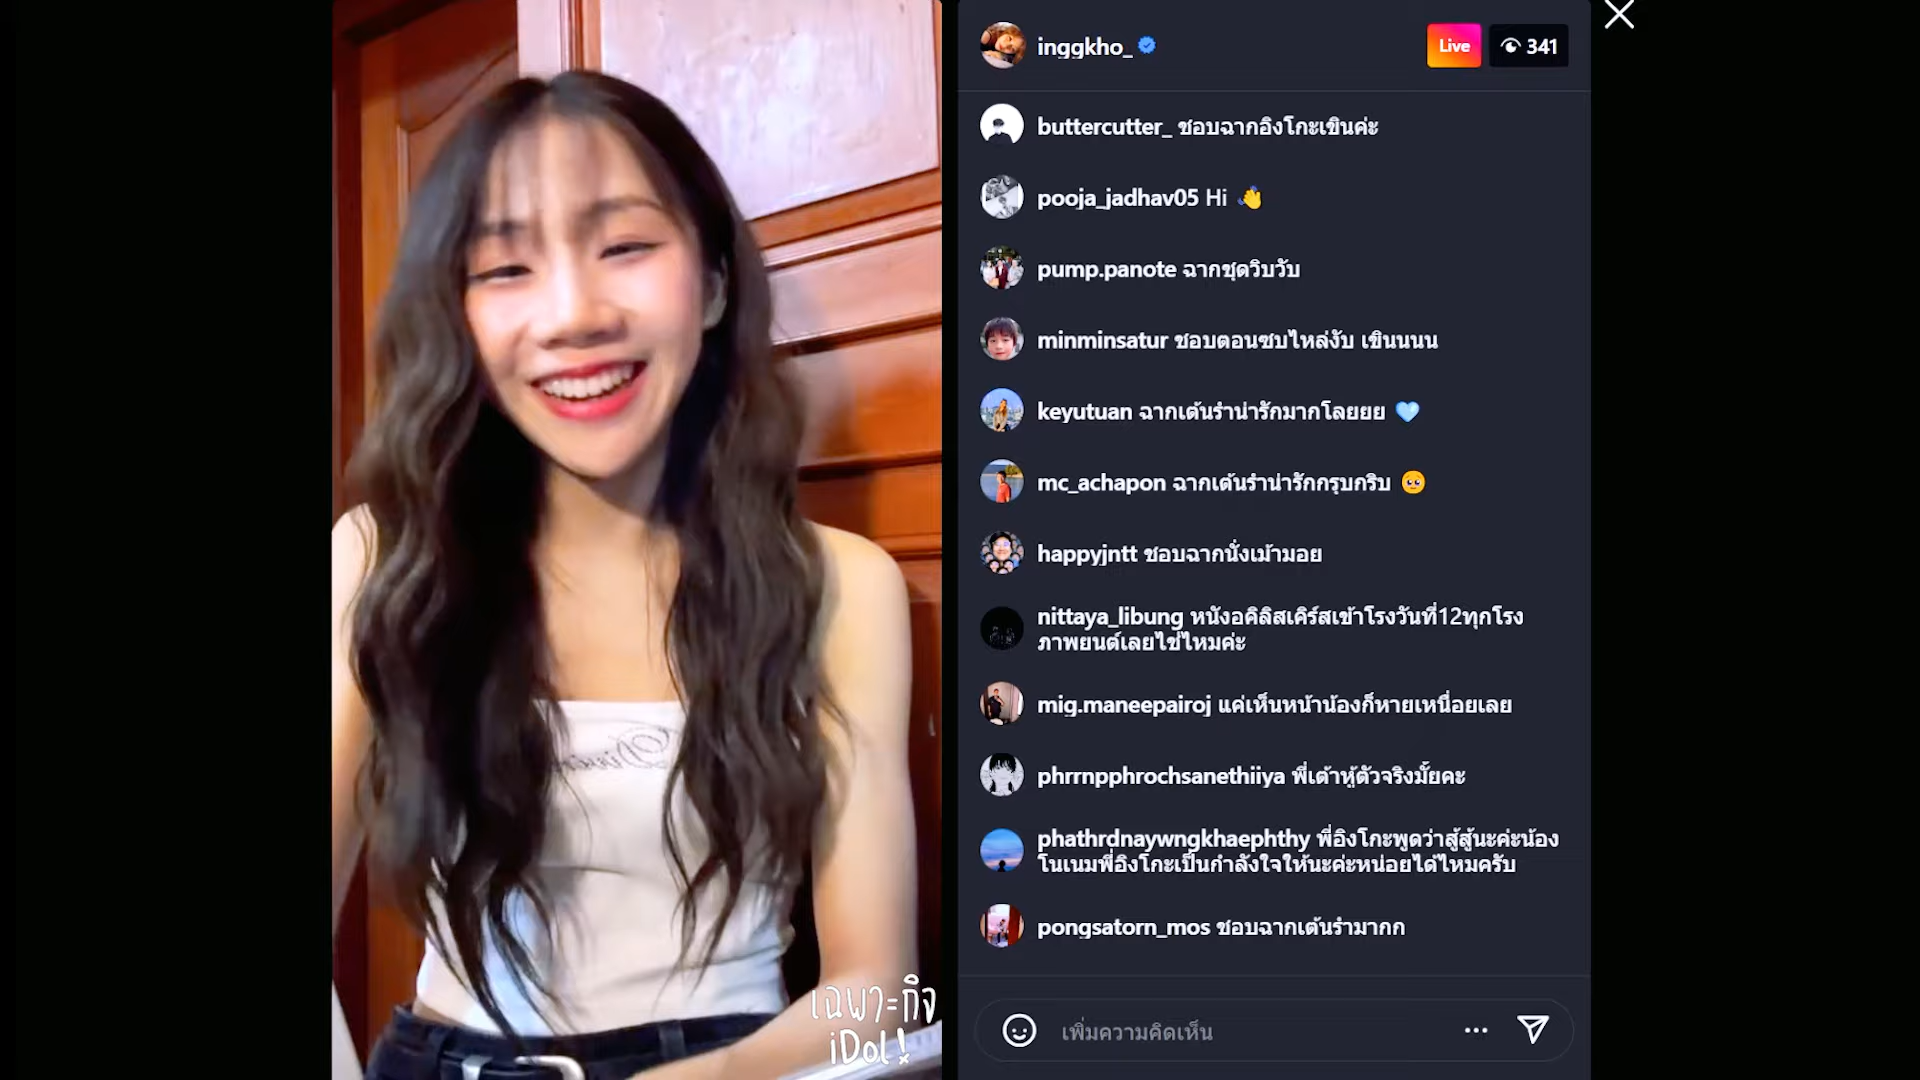 inggkho_
Live
341
buttercutter_ ชอบฉากอิงโกะเขินค่ะ
pooja_jadhav05 Hi 👋
pump.panote ฉากชุดวิบวับ
minminsatur ชอบตอนซบไหล่งับ เขินนนน
keyutuan ฉากเต้นรำน่ารักมากโลยยย 🩵
mc_achapon ฉากเต้นรำน่ารักกรุบกริบ 🥺
happyjntt ชอบฉากนั่งเม้ามอย
nittaya_libung หนังอคิลิสเคิร์สเข้าโรงวันที่12ทุกโรง
ภาพยนต์เลยไช่ไหมค่ะ
mig.maneepairoj แค่เห็นหน้าน้องก็หายเหนื่อยเลย
phrrnpphrochsanethiiya พี่เต้าหู้ตัวจริงมั้ยคะ
phathrdnaywngkhaephthy พี่อิงโกะพูดว่าสู้สู้นะค่ะน้อง
โนเนมพี่อิงโกะเป็นกำลังใจให้นะค่ะหน่อยได้ไหมครับ
pongsatorn_mos ชอบฉากเต้นรำมากก
เพิ่มความคิดเห็น
เฉพาะกิจ
iDol!